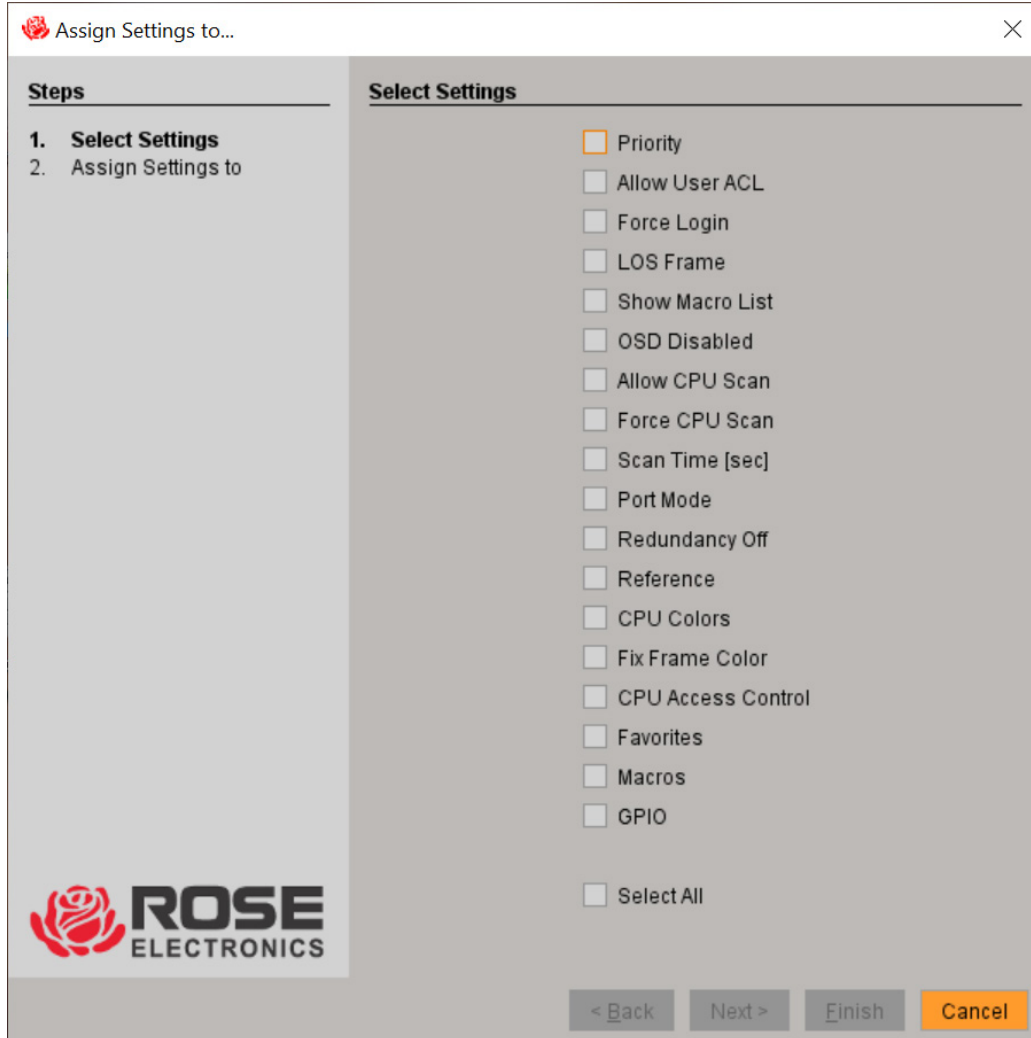 Assign Settings to...
Steps
1. Select Settings
2. Assign Settings to
Select Settings
Priority
Allow User ACL
Force Login
LOS Frame
Show Macro List
OSD Disabled
Allow CPU Scan
Force CPU Scan
Scan Time [sec]
Port Mode
Redundancy Off
Reference
CPU Colors
Fix Frame Color
CPU Access Control
Favorites
Macros
GPIO
Select All
ROSE
ELECTRONICS
< Back Next > Finish Cancel